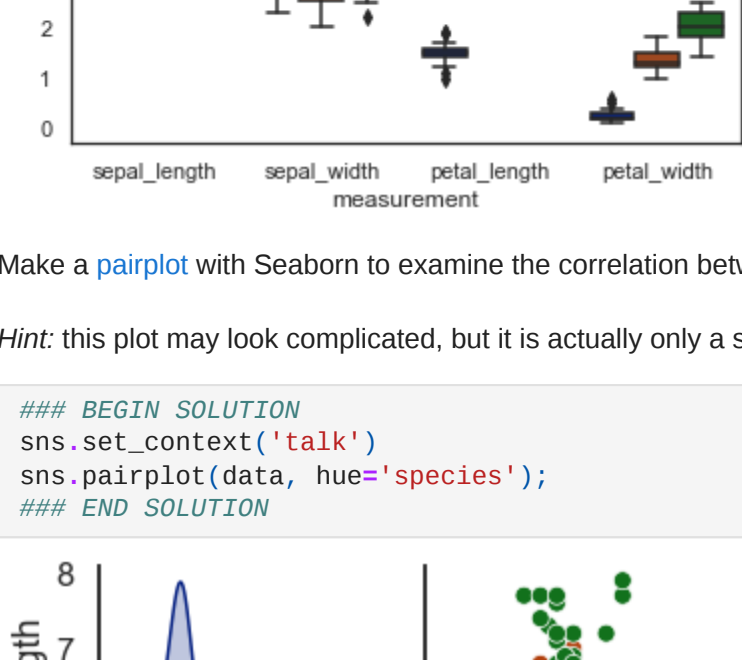 2
1
0
sepal_length sepal_width petal_length petal_width
measurement
Make a pairplot with Seaborn to examine the correlation
Hint: this plot may look complicated, but it is actually only a
### BEGIN SOLUTION
sns.set_context('talk')
sns.pairplot(data, hue='species');
### END SOLUTION
8
7